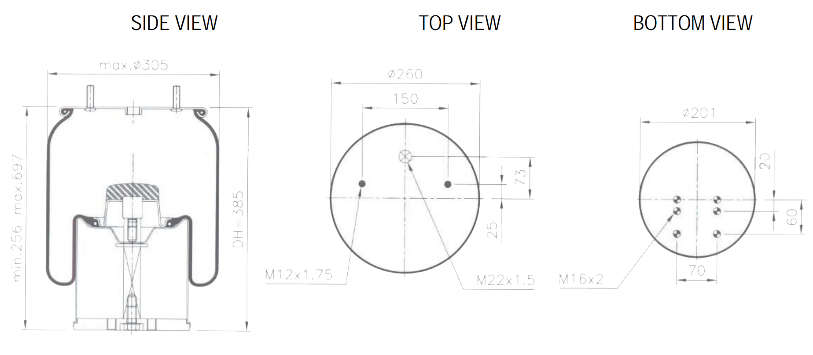 SIDE VIEW
TOP VIEW
BOTTOM VIEW
max.Ø305
min.256 max.697
DH-385
Ø260
150
73
25
M12x1.75
M22x1.5
Ø201
20
60
M16x2
70